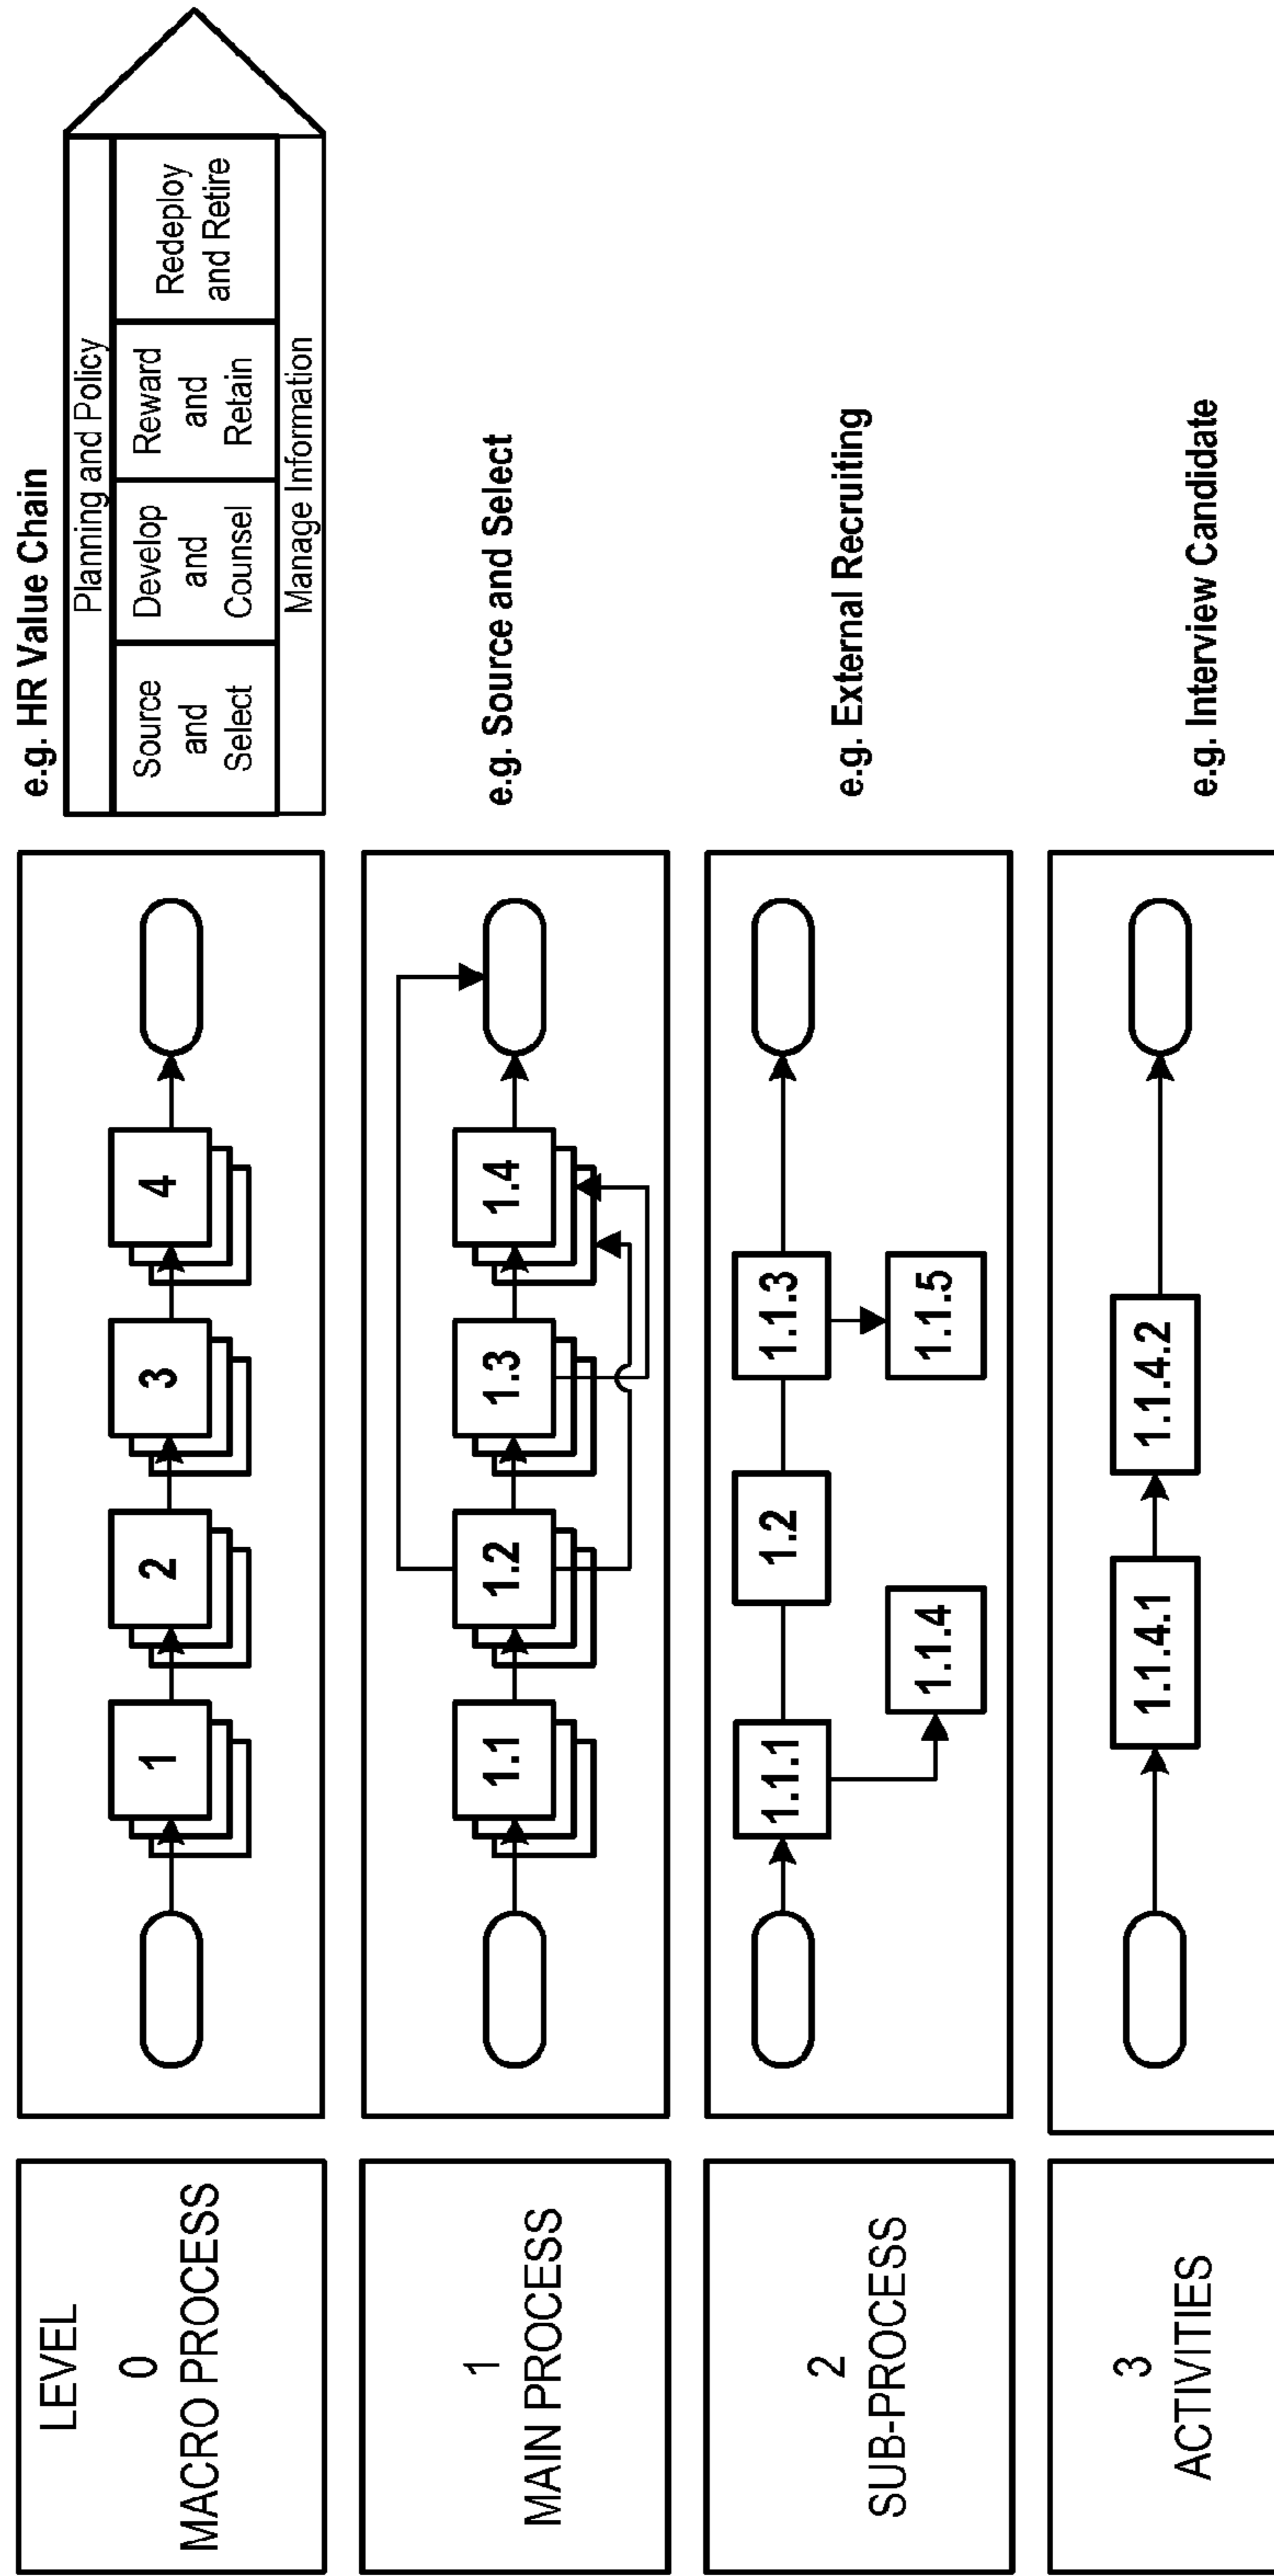 LEVEL
0
MACRO PROCESS
1
2
3
4
e.g. HR Value Chain
Planning and Policy
Source
and
Select
Develop
and
Counsel
Reward
and
Retain
Redeploy
and Retire
Manage Information
1
MAIN PROCESS
1.1
1.2
1.3
1.4
e.g. Source and Select
2
SUB-PROCESS
1.1.1
1.2
1.1.3
1.1.4
1.1.5
e.g. External Recruiting
3
ACTIVITIES
1.1.4.1
1.1.4.2
e.g. Interview Candidate